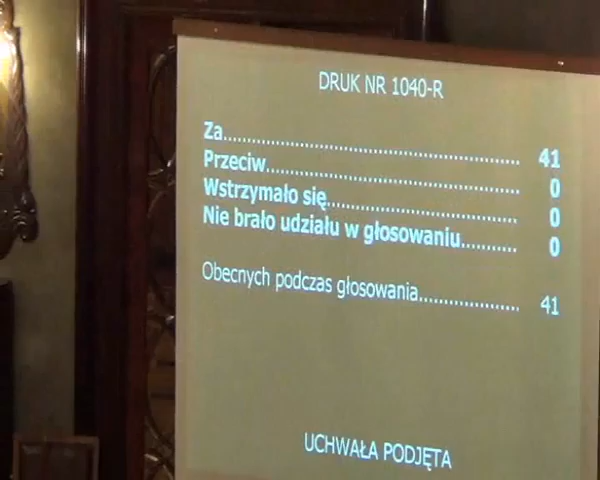 DRUK NR 1040-R
Za.................................................... 41
Przeciw............................................ 0
Wstrzymało się................................. 0
Nie brało udziału w głosowaniu.......... 0
Obecnych podczas głosowania.................. 41
UCHWAŁA PODJĘTA